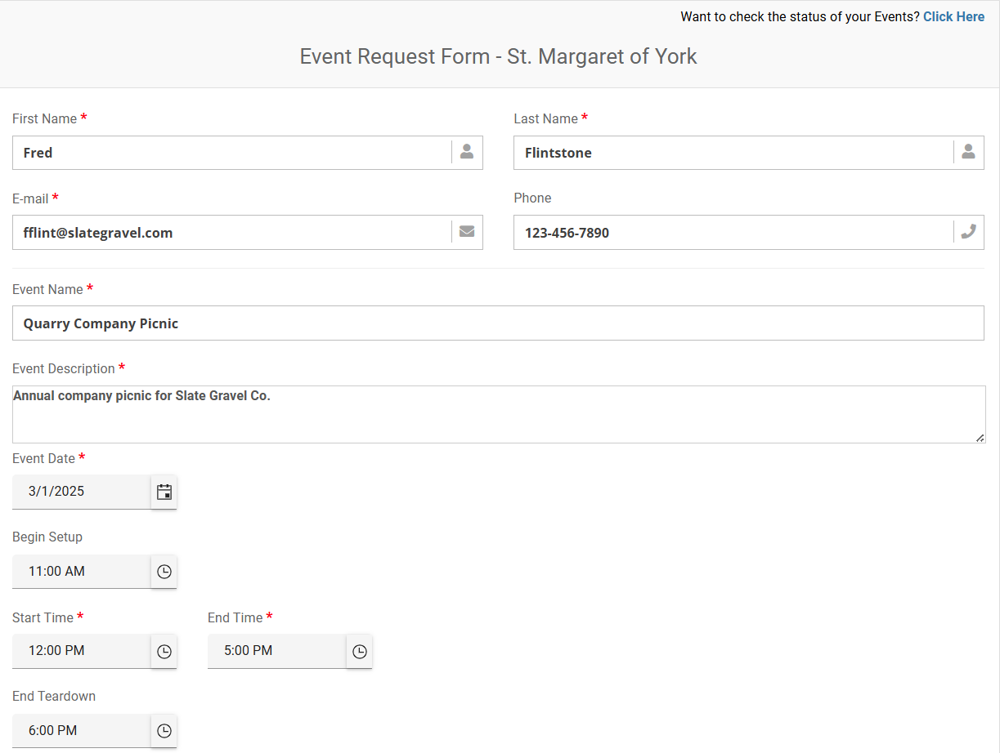 Want to check the status of your Events? Click Here
Event Request Form - St. Margaret of York
First Name * Last Name *
Fred Flintstone
E-mail * Phone
fflint@slategravel.com 123-456-7890
Event Name *
Quarry Company Picnic
Event Description *
Annual company picnic for Slate Gravel Co.
Event Date *
3/1/2025
Begin Setup
11:00 AM
Start Time * End Time *
12:00 PM 5:00 PM
End Teardown
6:00 PM